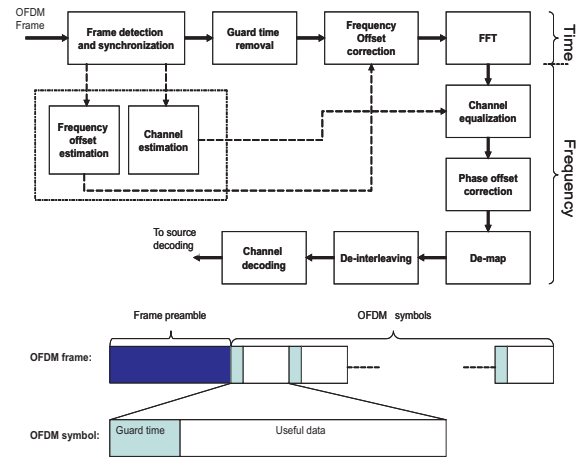 OFDM
Frame
Frame detection
and synchronization
Guard time
removal
Frequency
Offset
correction
FFT
Time
Frequency
offset
estimation
Channel
estimation
Channel
equalization
Phase offset
correction
Frequency
To source
decoding
Channel
decoding
De-interleaving
De-map
Frame preamble
OFDM symbols
OFDM frame:
OFDM symbol:
Guard time
Useful data